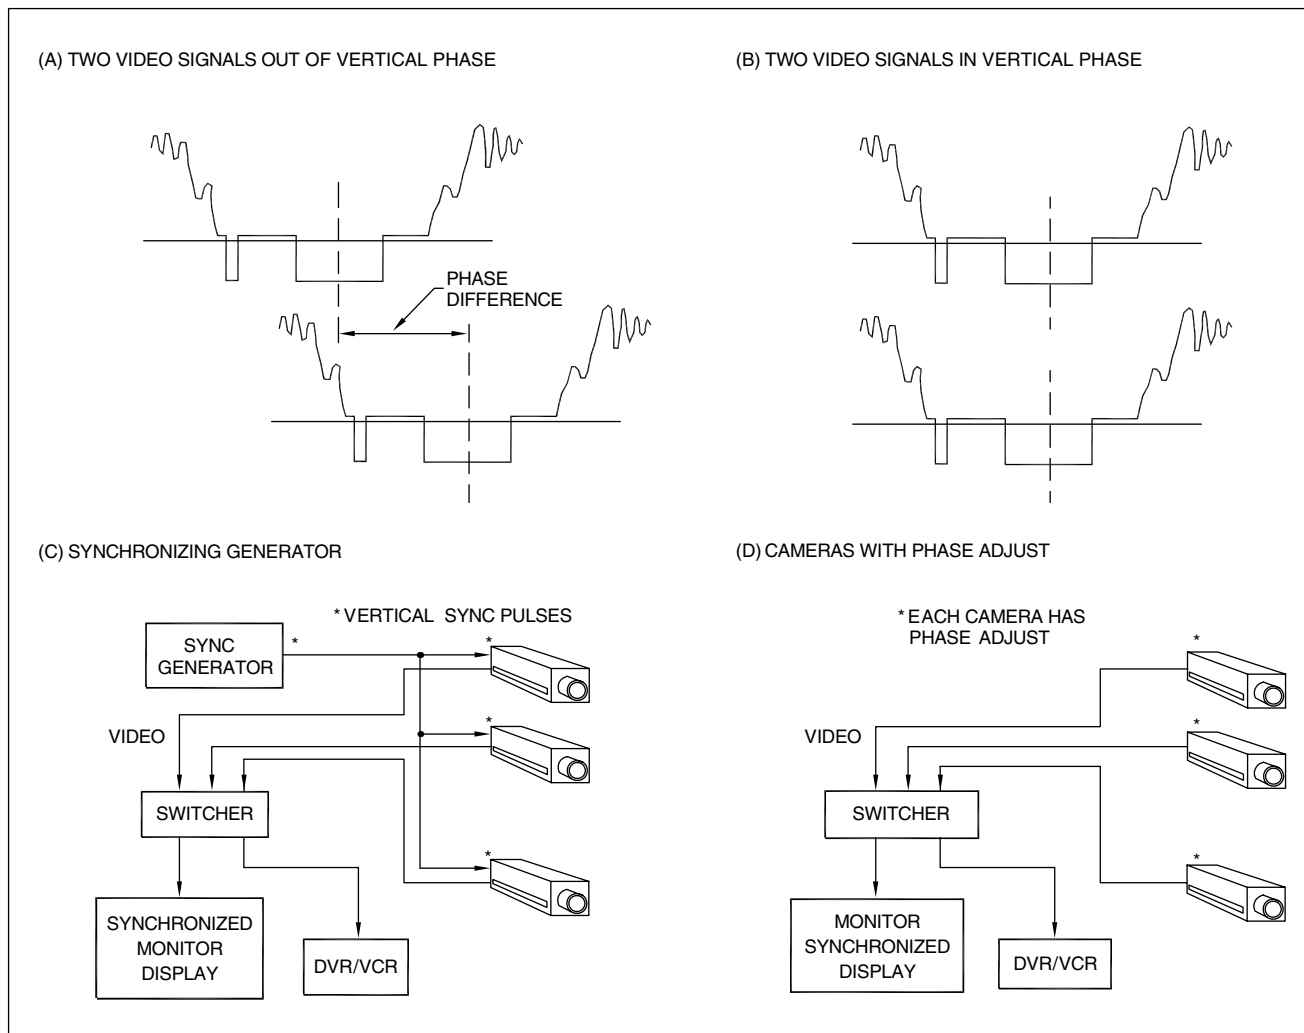 (A) TWO VIDEO SIGNALS OUT OF VERTICAL PHASE
PHASE
DIFFERENCE
(B) TWO VIDEO SIGNALS IN VERTICAL PHASE
(C) SYNCHRONIZING GENERATOR
* VERTICAL SYNC PULSES
SYNC
GENERATOR
*
*
VIDEO
*
SWITCHER
*
SYNCHRONIZED
MONITOR
DISPLAY
DVR/VCR
(D) CAMERAS WITH PHASE ADJUST
* EACH CAMERA HAS
PHASE ADJUST
*
VIDEO
*
SWITCHER
*
MONITOR
SYNCHRONIZED
DISPLAY
DVR/VCR